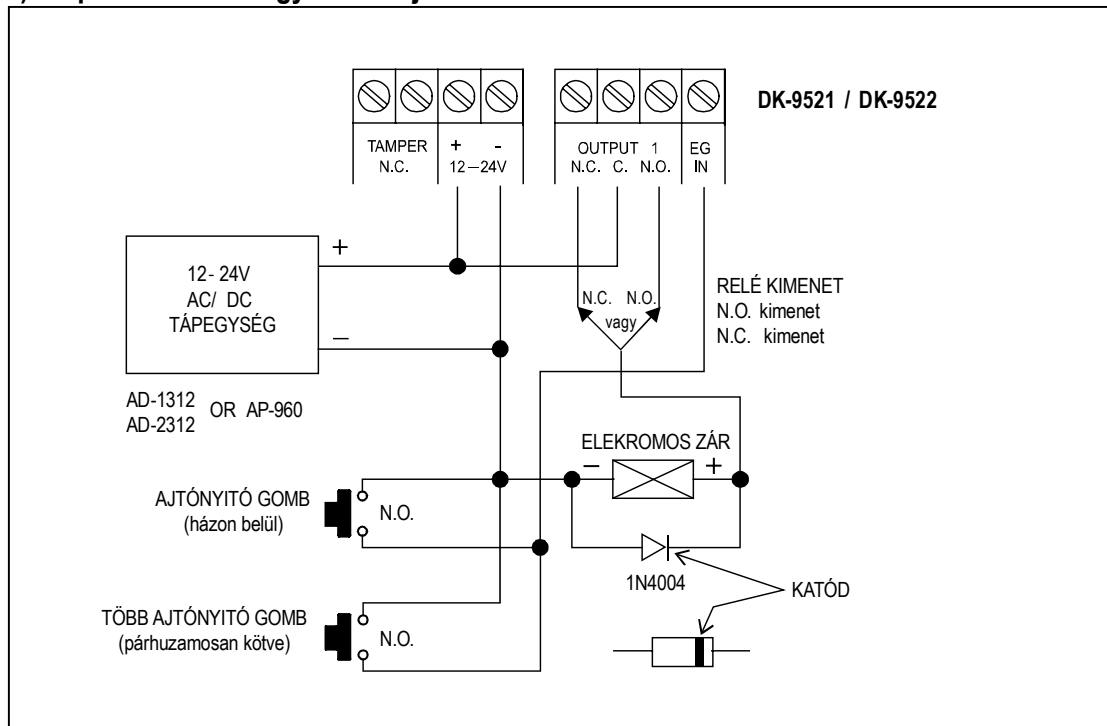 DK-9521 / DK-9522
TAMPER
N.C.
+ -
12-24V
OUTPUT 1
N.C. C. N.O.
EG
IN
+
12- 24V
AC/ DC
TÁPEGYSÉG
–
AD-1312
AD-2312
OR AP-960
N.C. N.O.
vagy
RELÉ KIMENET
N.O. kimenet
N.C. kimenet
ELEKROMOS ZÁR
– +
AJTÓNYITÓ GOMB
(házon belül)
N.O.
1N4004
KATÓD
TÖBB AJTÓNYITÓ GOMB
(párhuzamosan kötve)
N.O.